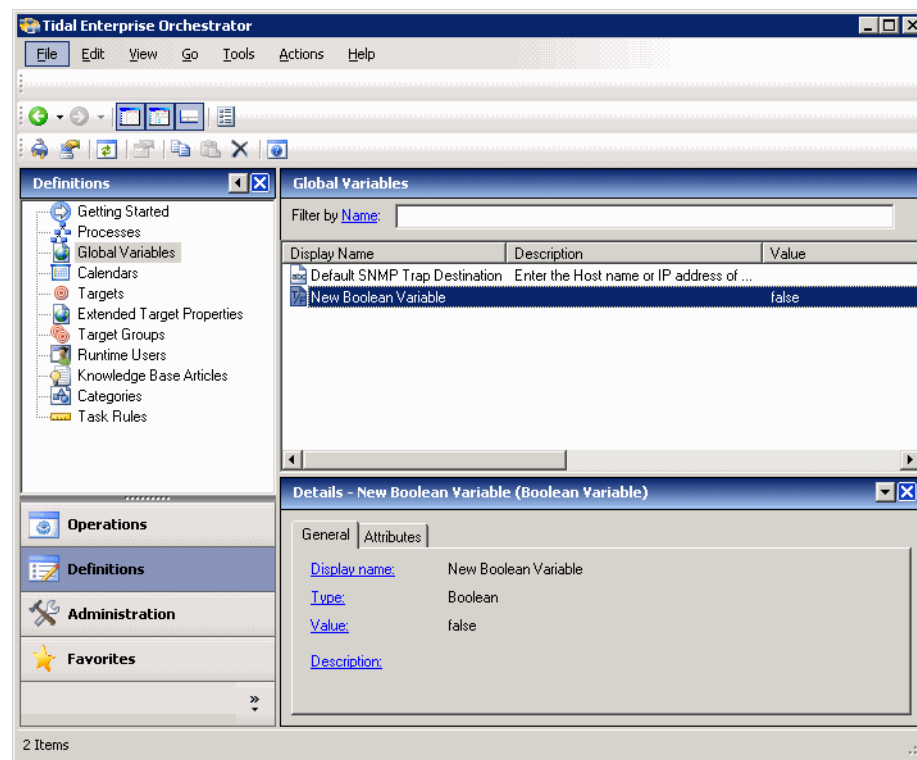 Tidal Enterprise Orchestrator
File Edit View Go Tools Actions Help
Definitions
Getting Started
Processes
Global Variables
Calendars
Targets
Extended Target Properties
Target Groups
Runtime Users
Knowledge Base Articles
Categories
Task Rules
Operations
Definitions
Administration
Favorites
»
Global Variables
Filter by Name:
Display Name Description Value
abc Default SNMP Trap Destination Enter the Host name or IP address of ...
T/F New Boolean Variable false
Details - New Boolean Variable (Boolean Variable)
General Attributes
Display name: New Boolean Variable
Type: Boolean
Value: false
Description:
2 Items